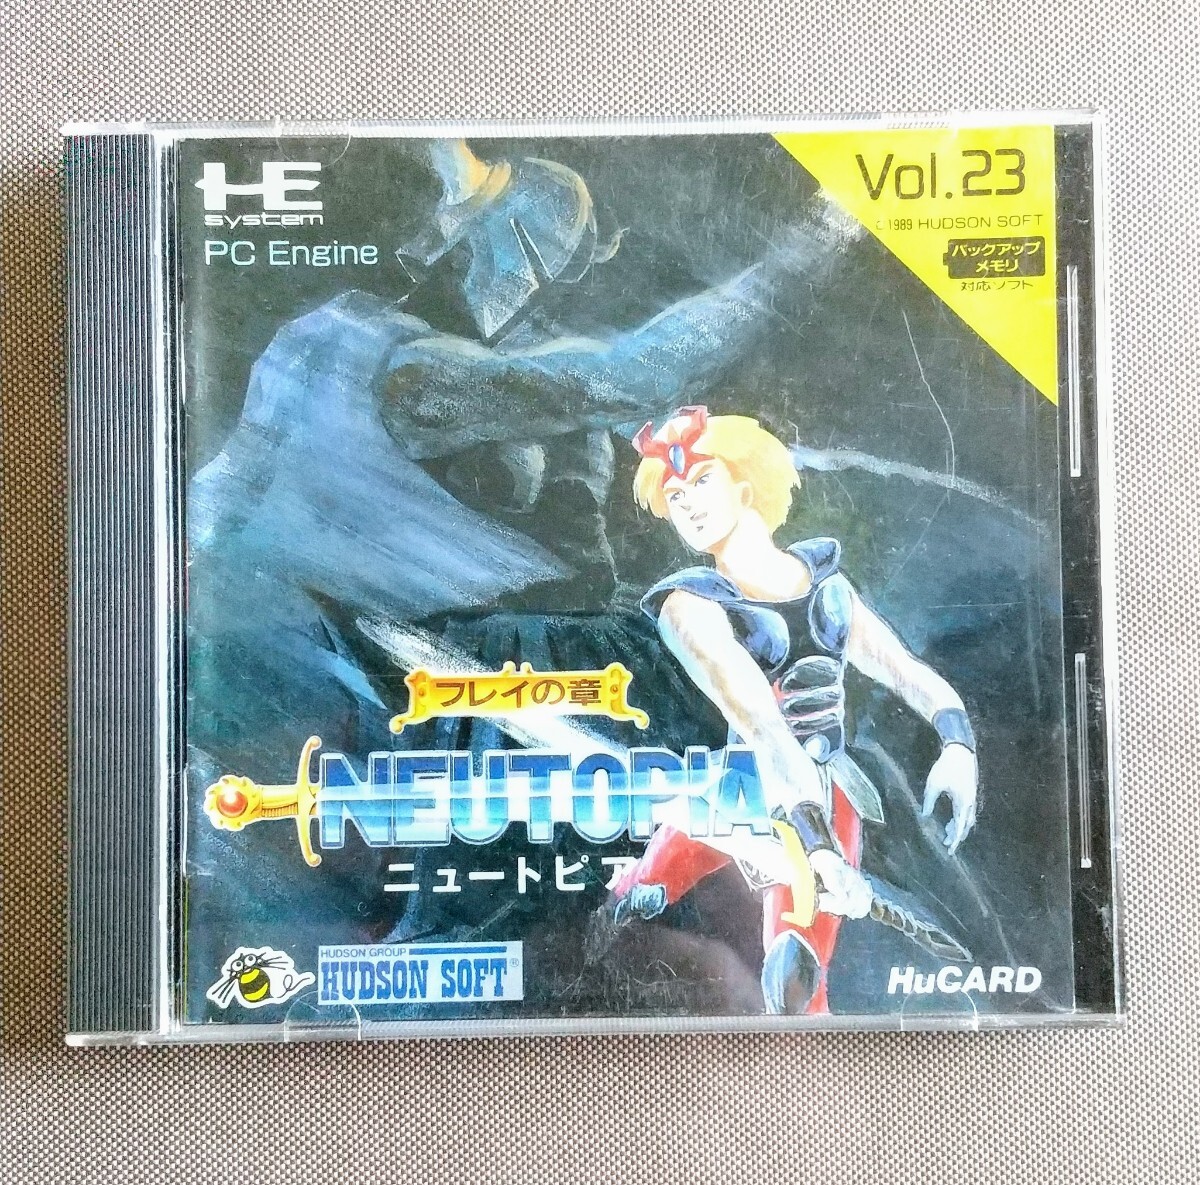 HE
system
PC Engine
Vol.23
© 1989 HUDSON SOFT
バックアップ
メモリ
対応ソフト
フレイの章
NEUTOPIA
ニュートピア
HUDSON GROUP
HUDSON SOFT®
HuCARD